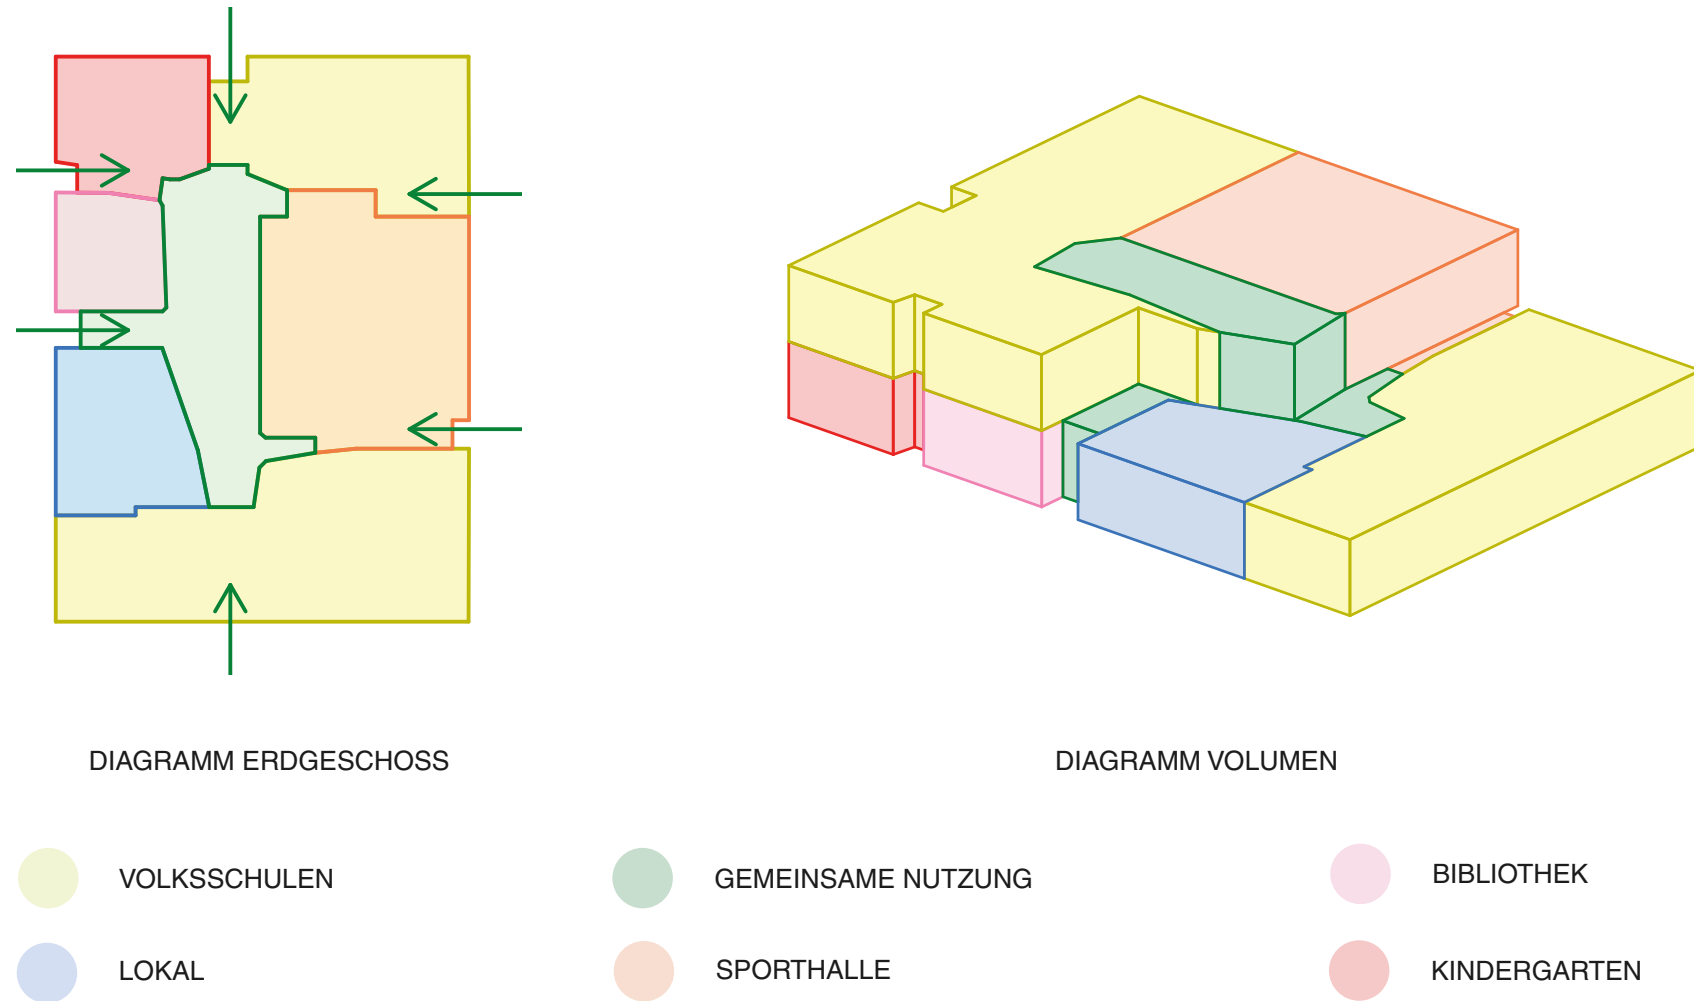 DIAGRAMM ERDGESCHOSS
DIAGRAMM VOLUMEN
VOLKSSCHULEN
GEMEINSAME NUTZUNG
BIBLIOTHEK
LOKAL
SPORTHALLE
KINDERGARTEN